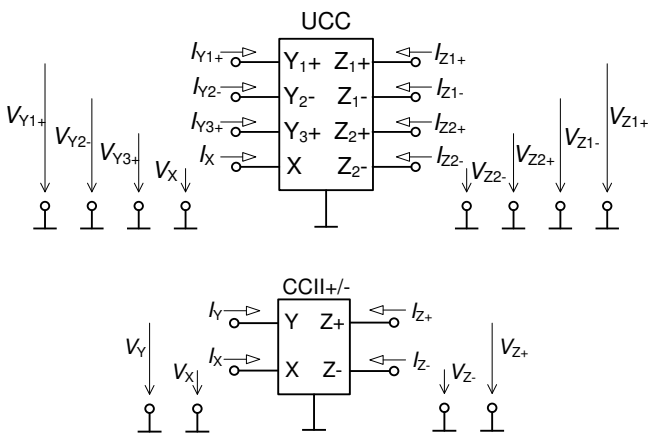 UCC
I_Y1+ Y1+ Z1+ I_Z1+
I_Y2- Y2- Z1- I_Z1-
I_Y3+ Y3+ Z2+ I_Z2+
I_X X Z2- I_Z2-
V_Y1+ V_Y2- V_Y3+ V_X V_Z2- V_Z2+ V_Z1- V_Z1+
CCII+/-
I_Y Y Z+ I_Z+
I_X X Z- I_Z-
V_Y V_X V_Z- V_Z+